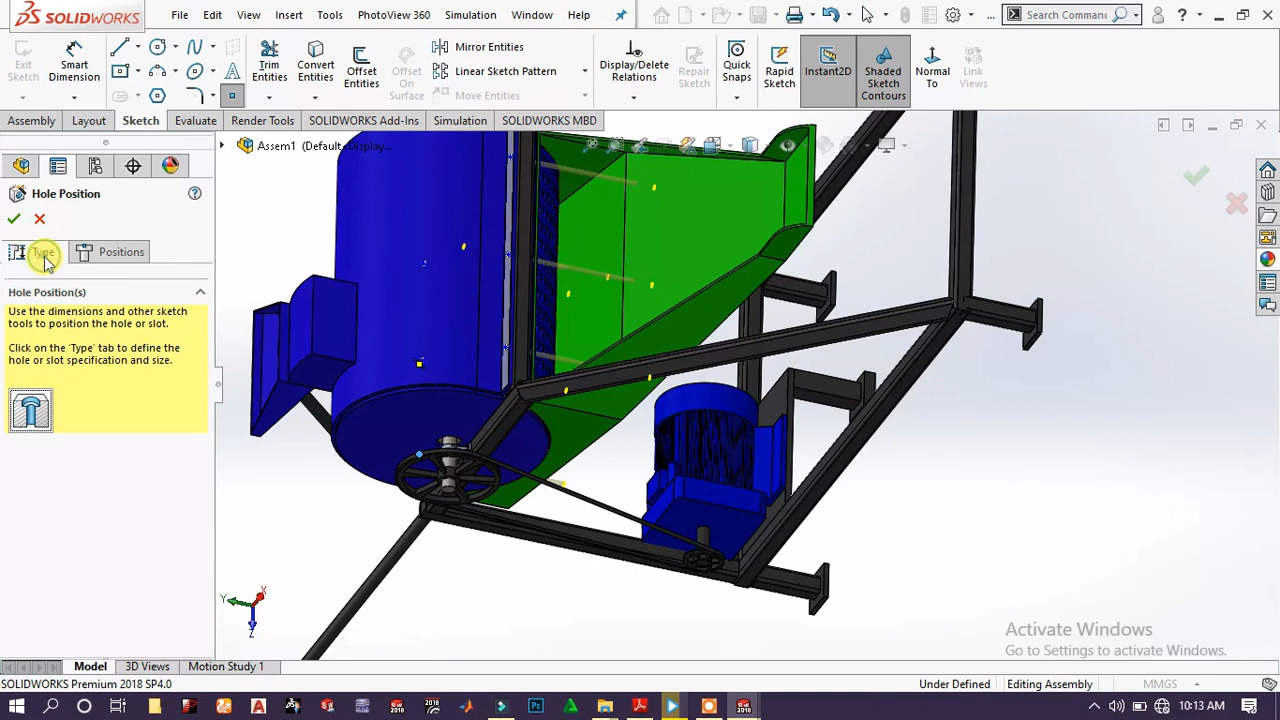 SOLIDWORKS
File
Edit
View
Insert
Tools
PhotoView 360
Simulation
Window
Help
...
Search Comman
?
Exit Sketch
Smart Dimension
Trim Entities
Convert Entities
Offset Entities
Offset On Surface
Mirror Entities
Linear Sketch Pattern
Move Entities
Display/Delete Relations
Repair Sketch
Quick Snaps
Rapid Sketch
Instant2D
Shaded Sketch Contours
Normal To
Link Views
Assembly
Layout
Sketch
Evaluate
Render Tools
SOLIDWORKS Add-Ins
Simulation
SOLIDWORKS MBD
Assem1 (Default<Display...
Hole Position
Type
Positions
Hole Position(s)
Use the dimensions and other sketch
tools to position the hole or slot.
Click on the 'Type' tab to define the
hole or slot specification and size.
Y
X
Z
Activate Windows
Go to Settings to activate Windows.
Model
3D Views
Motion Study 1
SOLIDWORKS Premium 2018 SP4.0
Under Defined
Editing Assembly
MMGS
10:13 AM